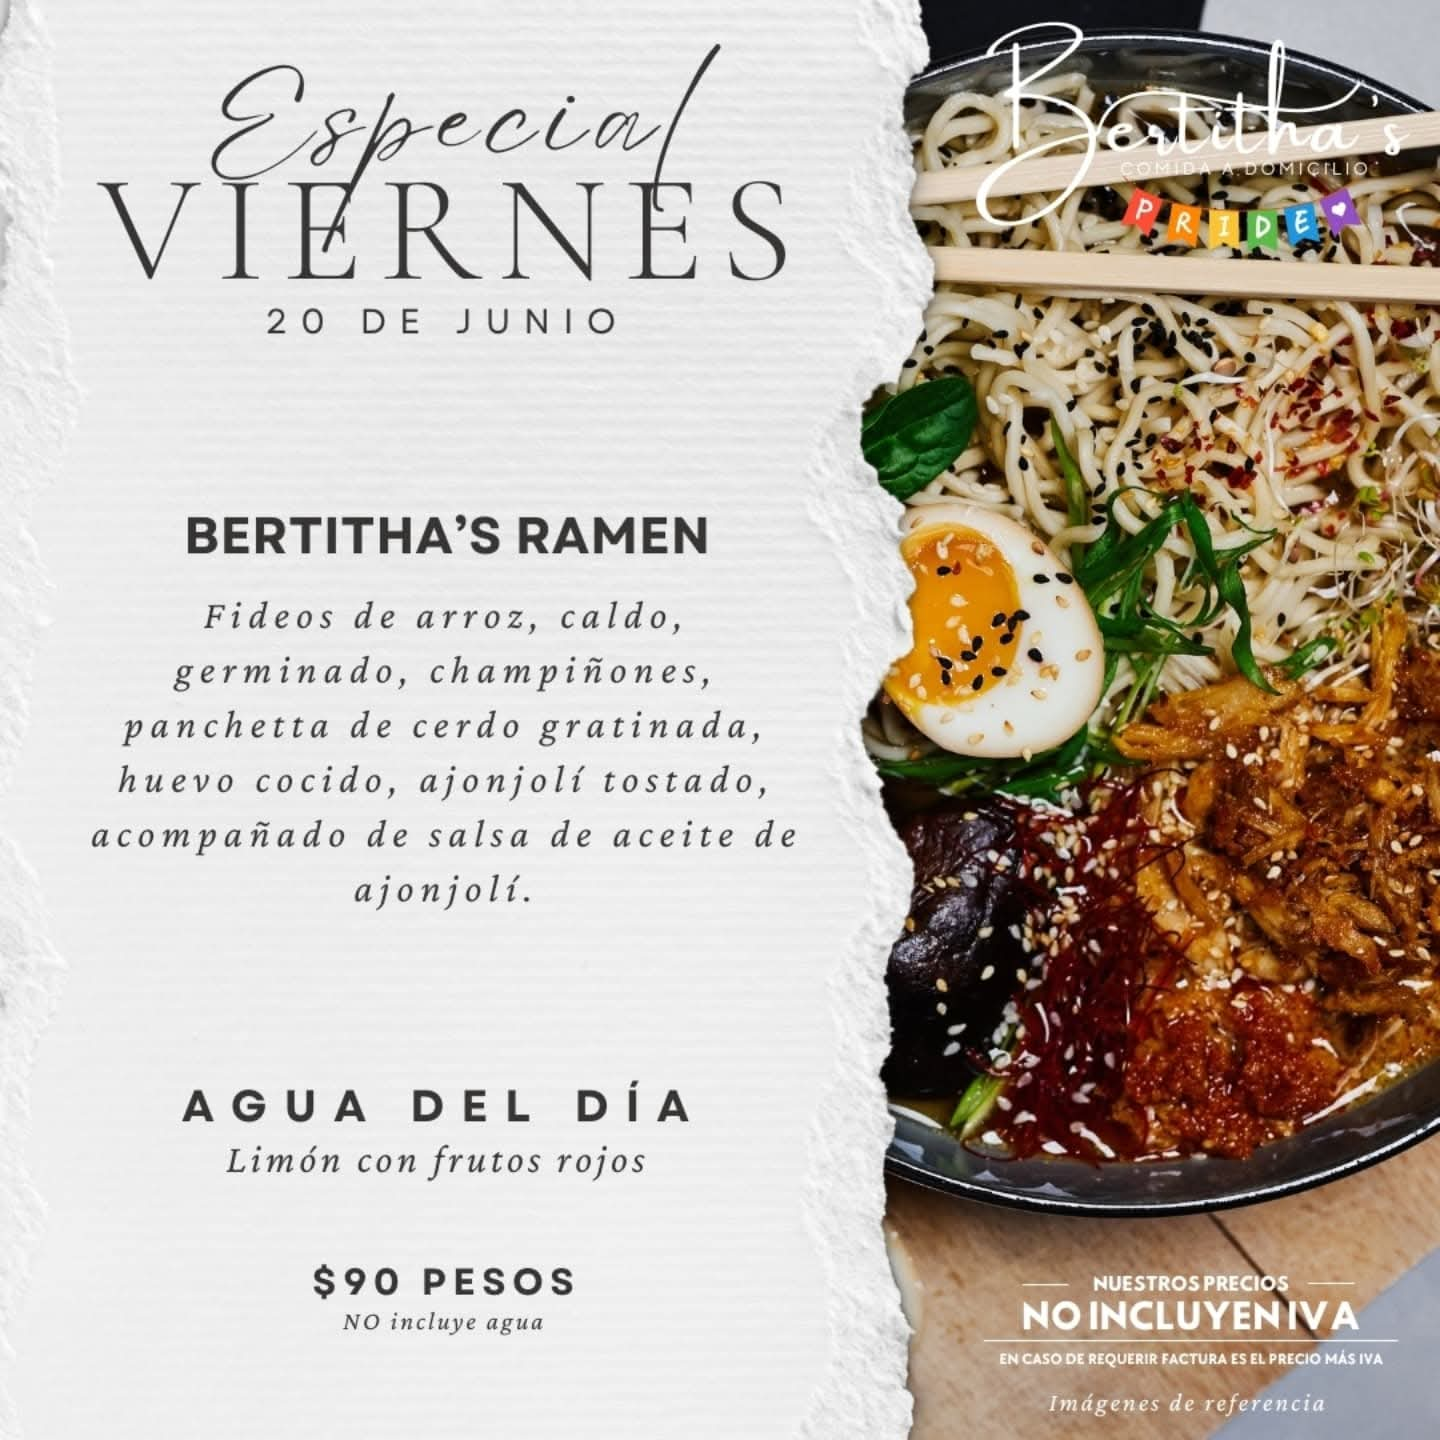 Especial
VIERNES
20 DE JUNIO
Bertitha's
COMIDA A DOMICILIO
PRIDE
BERTITHA'S RAMEN
Fideos de arroz, caldo,
germinado, champiñones,
panchetta de cerdo gratinada,
huevo cocido, ajonjolí tostado,
acompañado de salsa de aceite de
ajonjolí.
AGUA DEL DÍA
Limón con frutos rojos
$90 PESOS
NO incluye agua
NUESTROS PRECIOS
NO INCLUYEN IVA
EN CASO DE REQUERIR FACTURA ES EL PRECIO MÁS IVA
Imágenes de referencia